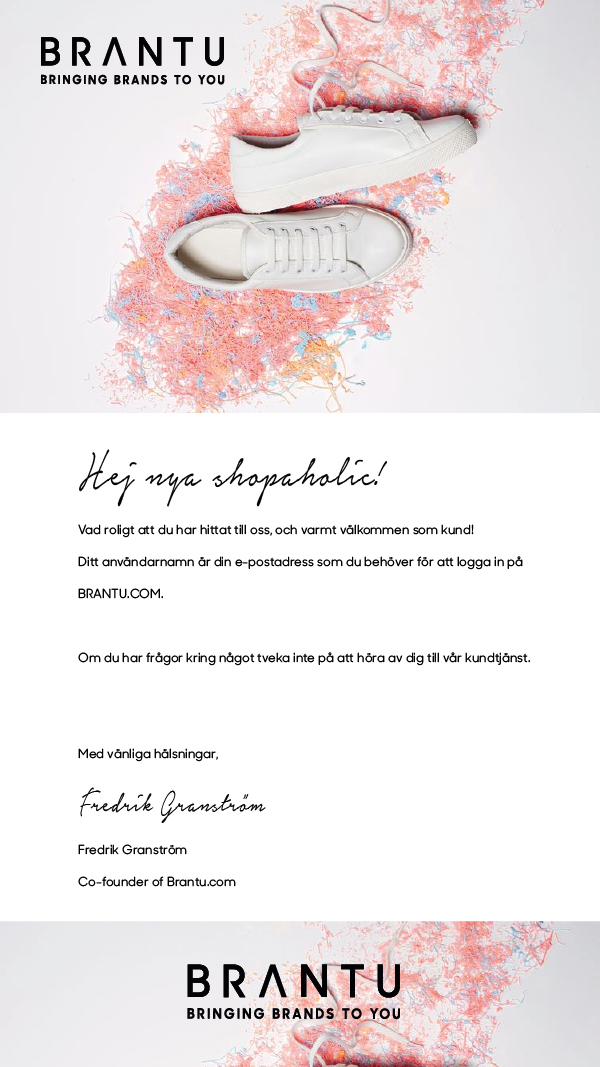 BRANTU
BRINGING BRANDS TO YOU
Hej nya shopaholic!
Vad roligt att du har hittat till oss, och varmt välkommen som kund!
Ditt användarnamn är din e-postadress som du behöver för att logga in på
BRANTU.COM.
Om du har frågor kring något tveka inte på att höra av dig till vår kundtjänst.
Med vänliga hälsningar,
Fredrik Granström
Fredrik Granström
Co-founder of Brantu.com
BRANTU
BRINGING BRANDS TO YOU